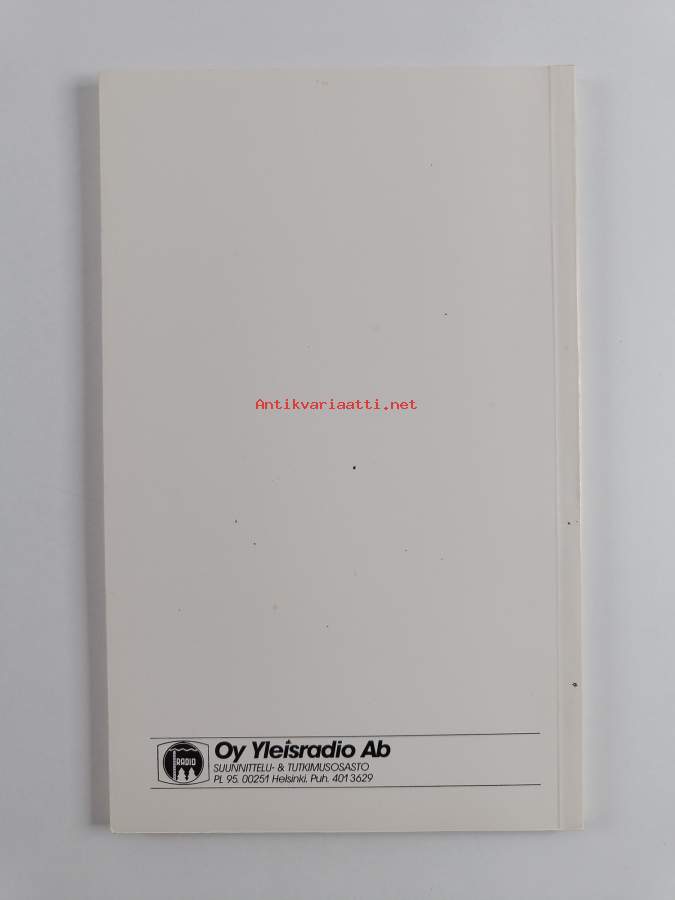 Antikvariaatti.net
RADIO
Oy Yleisradio Ab
SUUNNITTELU- & TUTKIMUSOSASTO
PL 95. 00251 Helsinki. Puh. 401 3629